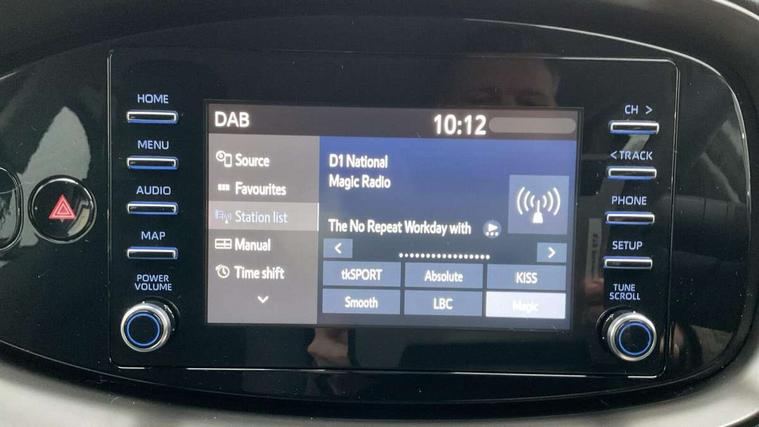 HOME
MENU
AUDIO
MAP
POWER
VOLUME
DAB
10:12
Source
Favourites
Station list
Manual
Time shift
D1 National
Magic Radio
The No Repeat Workday with
tkSPORT
Absolute
KISS
Smooth
LBC
Magic
CH >
< TRACK
PHONE
SETUP
TUNE
SCROLL